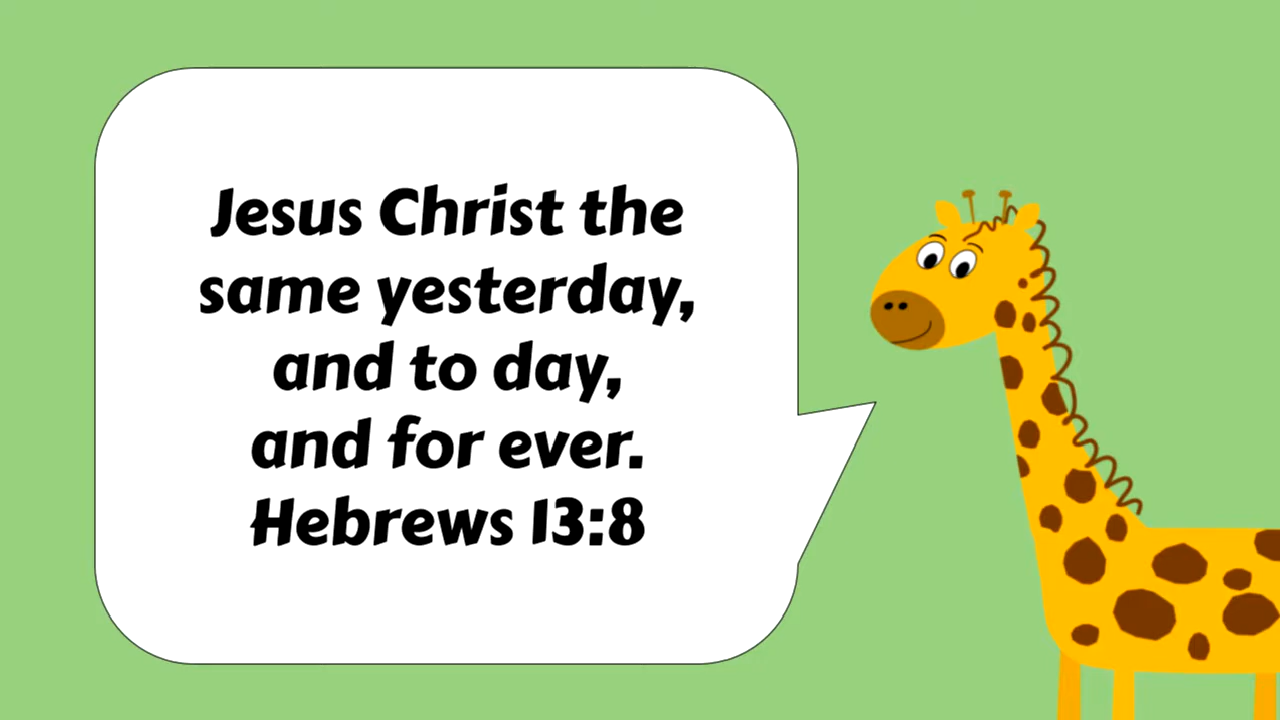 Jesus Christ the
same yesterday,
and to day,
and for ever.
Hebrews 13:8